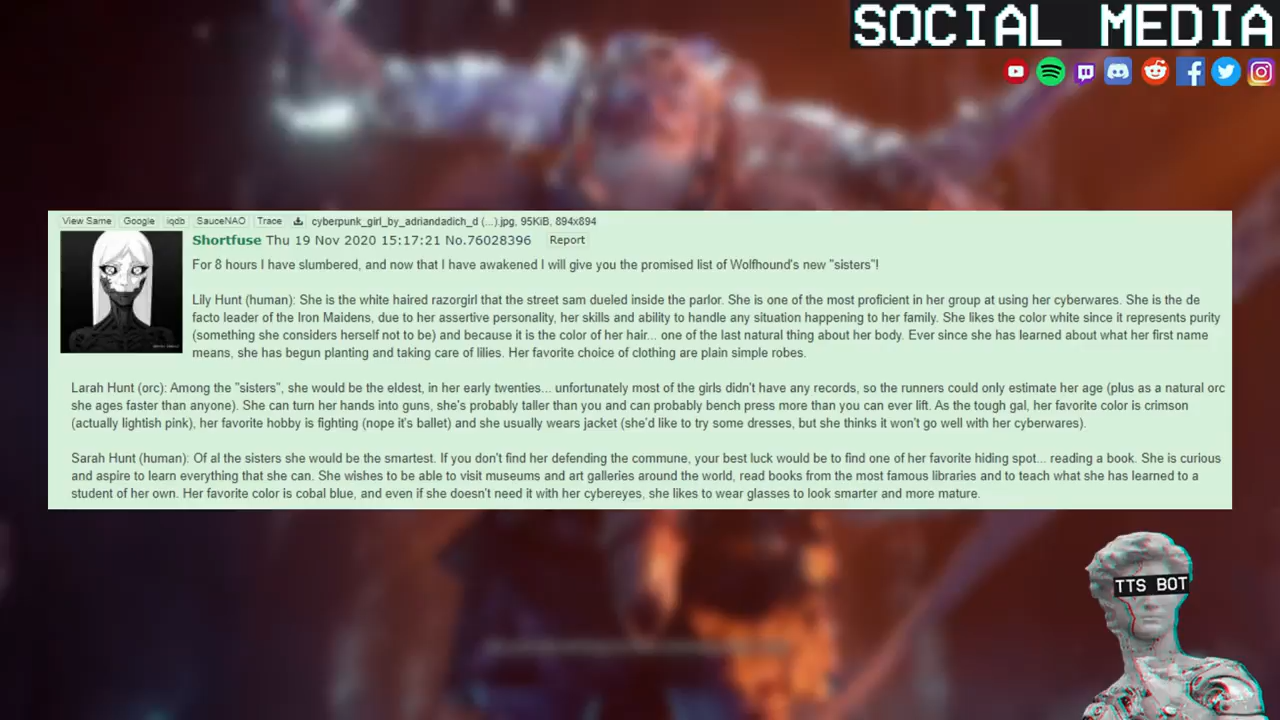 SOCIAL MEDIA
View Same Google iqdb SauceNAO Trace cyberpunk_girl_by_adriandadich_d (...).jpg, 95KiB, 894x894
Shortfuse Thu 19 Nov 2020 15:17:21 No.76028396 Report
For 8 hours I have slumbered, and now that I have awakened I will give you the promised list of Wolfhound's new "sisters"!
Lily Hunt (human): She is the white haired razorgirl that the street sam dueled inside the parlor. She is one of the most proficient in her group at using her cyberwares. She is the de
facto leader of the Iron Maidens, due to her assertive personality, her skills and ability to handle any situation happening to her family. She likes the color white since it represents purity
(something she considers herself not to be) and because it is the color of her hair... one of the last natural thing about her body. Ever since she has learned about what her first name
means, she has begun planting and taking care of lillies. Her favorite choice of clothing are plain simple robes.
Larah Hunt (orc): Among the "sisters", she would be the eldest, in her early twenties... unfortunately most of the girls didn't have any records, so the runners could only estimate her age (plus as a natural orc
she ages faster than anyone). She can turn her hands into guns, she's probably taller than you and can probably bench press more than you can ever lift. As the tough gal, her favorite color is crimson
(actually lightish pink), her favorite hobby is fighting (nope it's ballet) and she usually wears jacket (she'd like to try some dresses, but she thinks it won't go well with her cyberwares).
Sarah Hunt (human): Of al the sisters she would be the smartest. If you don't find her defending the commune, your best luck would be to find one of her favorite hiding spot... reading a book. She is curious
and aspire to learn everything that she can. She wishes to be able to visit museums and art galleries around the world, read books from the most famous libraries and to teach what she has learned to a
student of her own. Her favorite color is cobal blue, and even if she doesn't need it with her cybereyes, she likes to wear glasses to look smarter and more mature.
TTS BOT